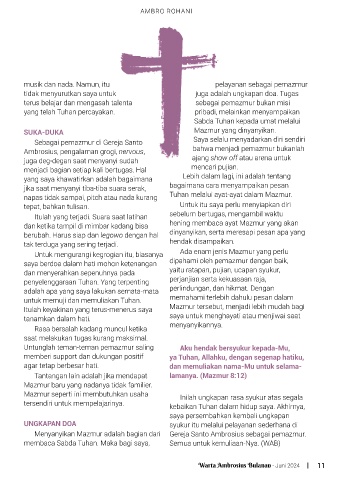 AMBRO ROHANI
musik dan nada. Namun, itu
tidak menyurutkan saya untuk
terus belajar dan mengasah talenta
yang telah Tuhan percayakan.
SUKA-DUKA
Sebagai pemazmur di Gereja Santo
Ambrosius, pengalaman grogi, nervous,
juga deg-degan saat menyanyi sudah
menjadi bagian setiap kali bertugas. Hal
yang saya khawatirkan adalah bagaimana
jika saat menyanyi tiba-tiba suara serak,
napas tidak sampai, pitch atau nada kurang
tepat, bahkan fullsan.
Itulah yang terjadi. Suara saat latihan
dan ketika tampil di mimbar kadang bisa
berubah. Harus siap dan legowo dengan hal
tak terduga yang sering terjadi.
Untuk mengurangi kegrogian itu, biasanya
saya berdoa dalam hati mohon ketenangan
dan menyerahkan sepenuhnya pada
penyelenggaraan Tuhan. Yang terpenting
adalah apa yang saya lakukan semata-mata
untuk memuji dan memuliakan Tuhan.
Itulah keyakinan yang terus-menerus saya
tanamkan dalam hati.
Rasa bersalah kadang muncul ketika
saat melakukan tugas kurang maksimal.
Untunglah teman-teman pemazmur saling
memberi support dan dukungan positif
agar tetap berbesar hati.
Tantangan lain adalah jika mendapat
Mazmur baru yang nadanya tidak familier.
Mazmur seperti ini membutuhkan usaha
tersendiri untuk mempelajarinya.
UNGKAPAN DOA
Menyanyikan Mazmur adalah bagian dari
membaca Sabda Tuhan. Maka bagi saya,
pelayanan sebagai pemazmur
juga adalah ungkapan doa. Tugas
sebagai pemazmur bukan misi
pribadi, melainkan menyampaikan
Sabda Tuhan kepada umat melalui
Mazmur yang dinyanyikan.
Saya selalu menyadarkan diri sendiri
bahwa menjadi pemazmur bukanlah
ajang show off atau arena untuk
mencari pujian.
Lebih dalam lagi, ini adalah tentang
bagaimana cara menyampaikan pesan
Tuhan melalui ayat-ayat dalam Mazmur.
Untuk itu saya perlu menyiapkan diri
sebelum bertugas, mengambil waktu
hening membaca ayat Mazmur yang akan
dinyanyikan, serta meresapi pesan apa yang
hendak disampaikan.
Ada enam jenis Mazmur yang perlu
dipahami oleh pemazmur dengan baik,
yaitu ratapan, pujian, ucapan syukur,
perjanjian serta kekuasaan raja,
perlindungan, dan hikmat. Dengan
memahami terlebih dahulu pesan dalam
Mazmur tersebut, menjadi lebih mudah bagi
saya untuk menghayati atau menjiwai saat
menyanyikannya.
Aku hendak bersyukur kepada-Mu,
ya Tuhan, Allahku, dengan segenap hatiku,
dan memuliakan nama-Mu untuk selama-
lamanya. (Mazmur 8:12)
Inilah ungkapan rasa syukur atas segala
kebaikan Tuhan dalam hidup saya. Akhirnya,
saya persembahkan kembali ungkapan
syukur itu melalui pelayanan sederhana di
Gereja Santo Ambrosius sebagai pemazmur.
Semua untuk kemuliaan-Nya. (WAB)
Warta Ambrosius Bulanan - Juni 2024 | 11